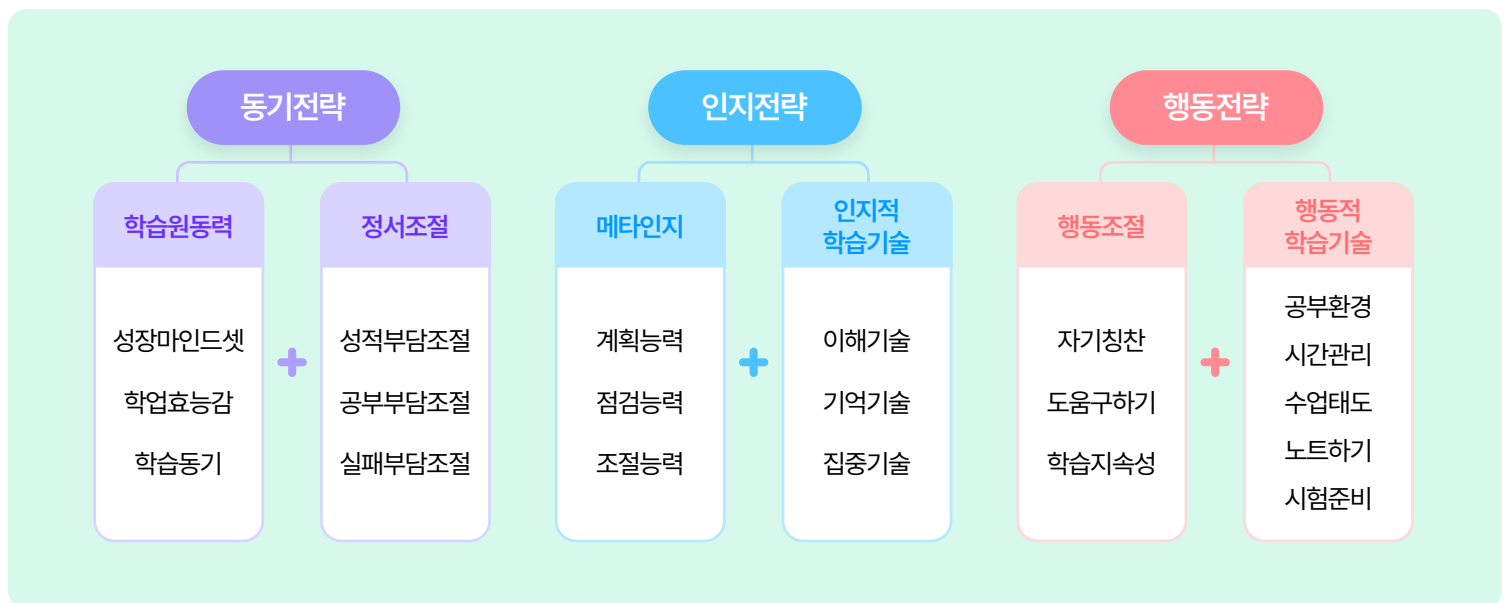 동기전략
학습원동력
성장마인드셋
학업효능감
학습동기
정서조절
성적부담조절
공부부담조절
실패부담조절
인지전략
메타인지
계획능력
점검능력
조절능력
인지적
학습기술
이해기술
기억기술
집중기술
행동전략
행동조절
자기칭찬
도움구하기
학습지속성
행동적
학습기술
공부환경
시간관리
수업태도
노트하기
시험준비